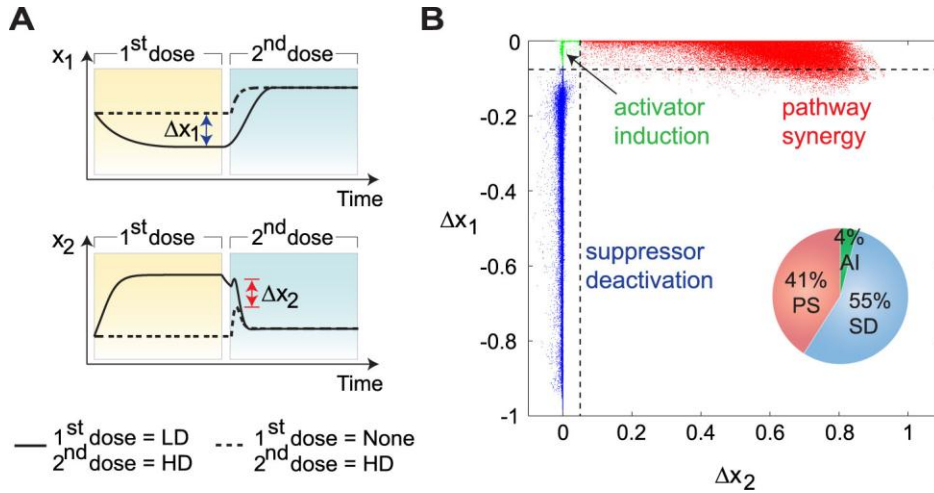 A
x1
1st dose
2nd dose
Δx1
Time
x2
1st dose
2nd dose
Δx2
Time
1st dose = LD
2nd dose = HD
1st dose = None
2nd dose = HD
B
0
-0.2
-0.4
-0.6
-0.8
-1
Δx1
activator
induction
pathway
synergy
suppressor
deactivation
4%
AI
41%
PS
55%
SD
0 0.2 0.4 0.6 0.8 1
Δx2